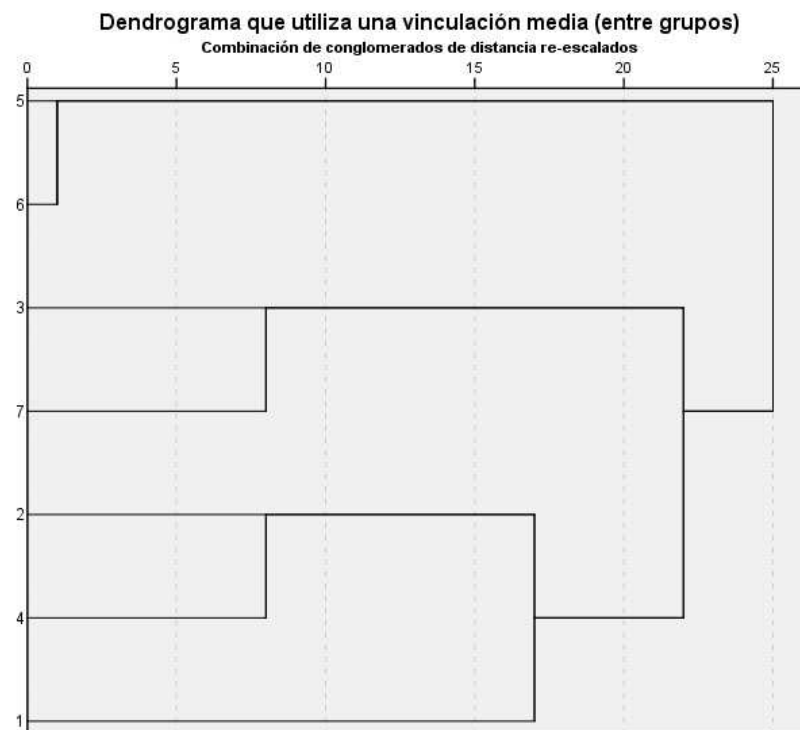 Dendrograma que utiliza una vinculación media (entre grupos)
Combinación de conglomerados de distancia re-escalados
0 5 10 15 20 25
5
6
3
7
2
4
1